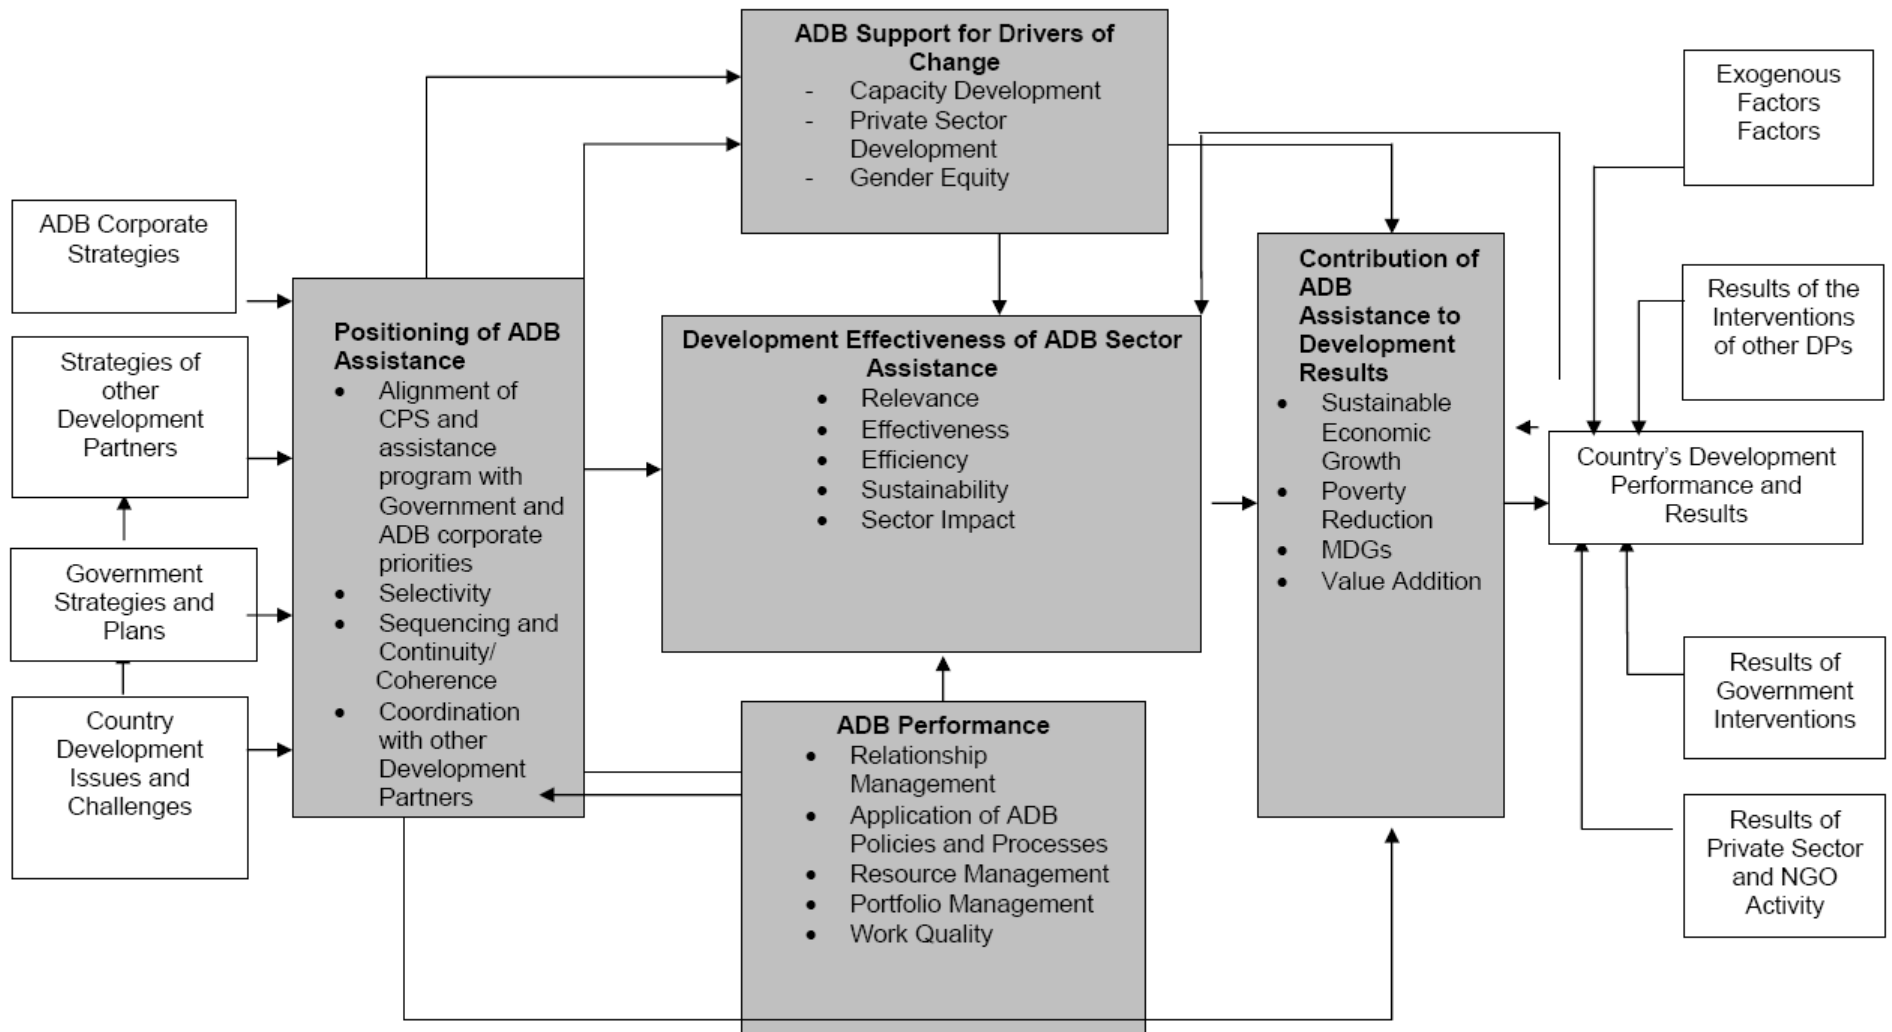 ADB Support for Drivers of
Change
- Capacity Development
- Private Sector
Development
- Gender Equity
Exogenous
Factors
Factors
ADB Corporate
Strategies
Strategies of
other
Development
Partners
Government
Strategies and
Plans
Country
Development
Issues and
Challenges
Positioning of ADB
Assistance
• Alignment of
CPS and
assistance
program with
Government and
ADB corporate
priorities
• Selectivity
• Sequencing and
Continuity/
Coherence
• Coordination
with other
Development
Partners
Development Effectiveness of ADB Sector
Assistance
• Relevance
• Effectiveness
• Efficiency
• Sustainability
• Sector Impact
ADB Performance
• Relationship
Management
• Application of ADB
Policies and Processes
• Resource Management
• Portfolio Management
• Work Quality
Contribution of
ADB
Assistance to
Development
Results
• Sustainable
Economic
Growth
• Poverty
Reduction
• MDGs
• Value Addition
Results of the
Interventions
of other DPs
Country’s Development
Performance and
Results
Results of
Government
Interventions
Results of
Private Sector
and NGO
Activity